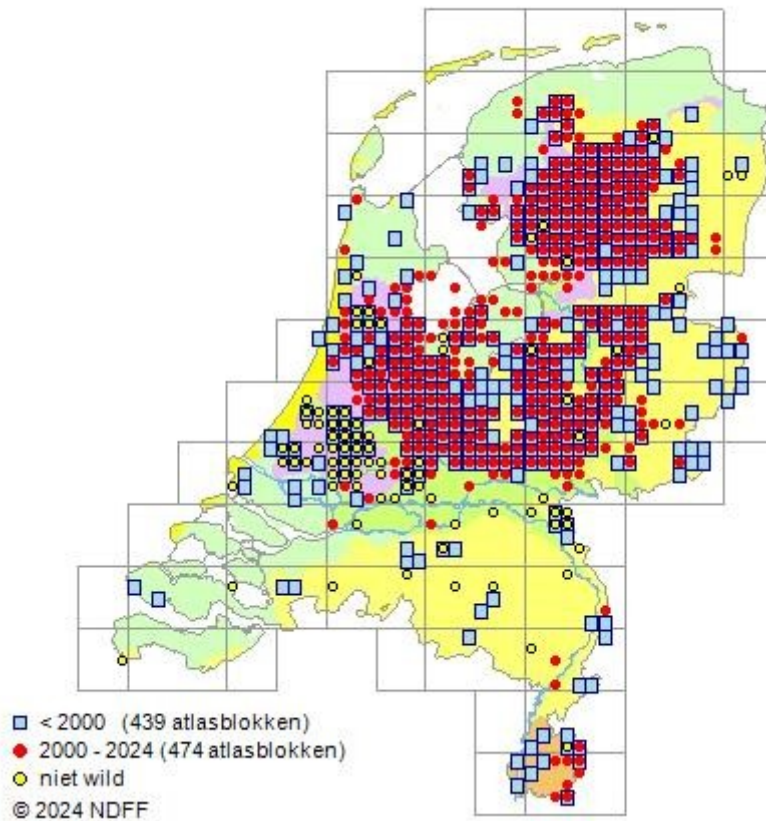 < 2000 (439 atlasblokken)
2000 - 2024 (474 atlasblokken)
niet wild
© 2024 NDFF